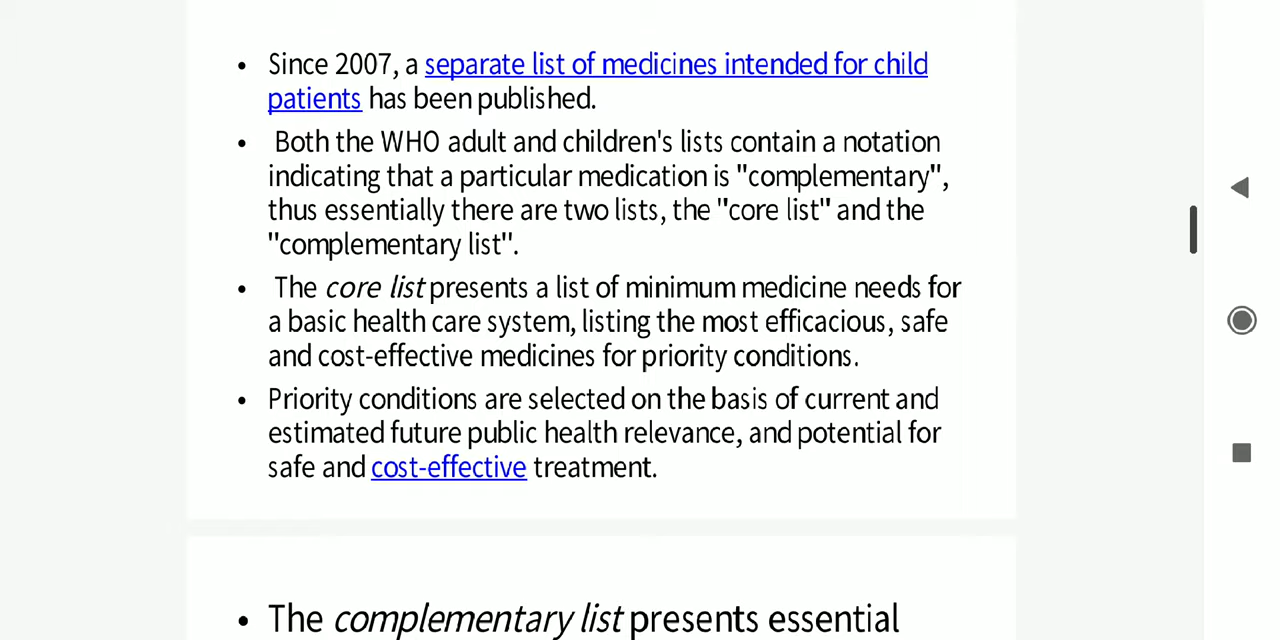 • Since 2007, a separate list of medicines intended for child
patients has been published.
• Both the WHO adult and children's lists contain a notation
indicating that a particular medication is "complementary",
thus essentially there are two lists, the "core list" and the
"complementary list".
• The core list presents a list of minimum medicine needs for
a basic health care system, listing the most efficacious, safe
and cost-effective medicines for priority conditions.
• Priority conditions are selected on the basis of current and
estimated future public health relevance, and potential for
safe and cost-effective treatment.
• The complementary list presents essential